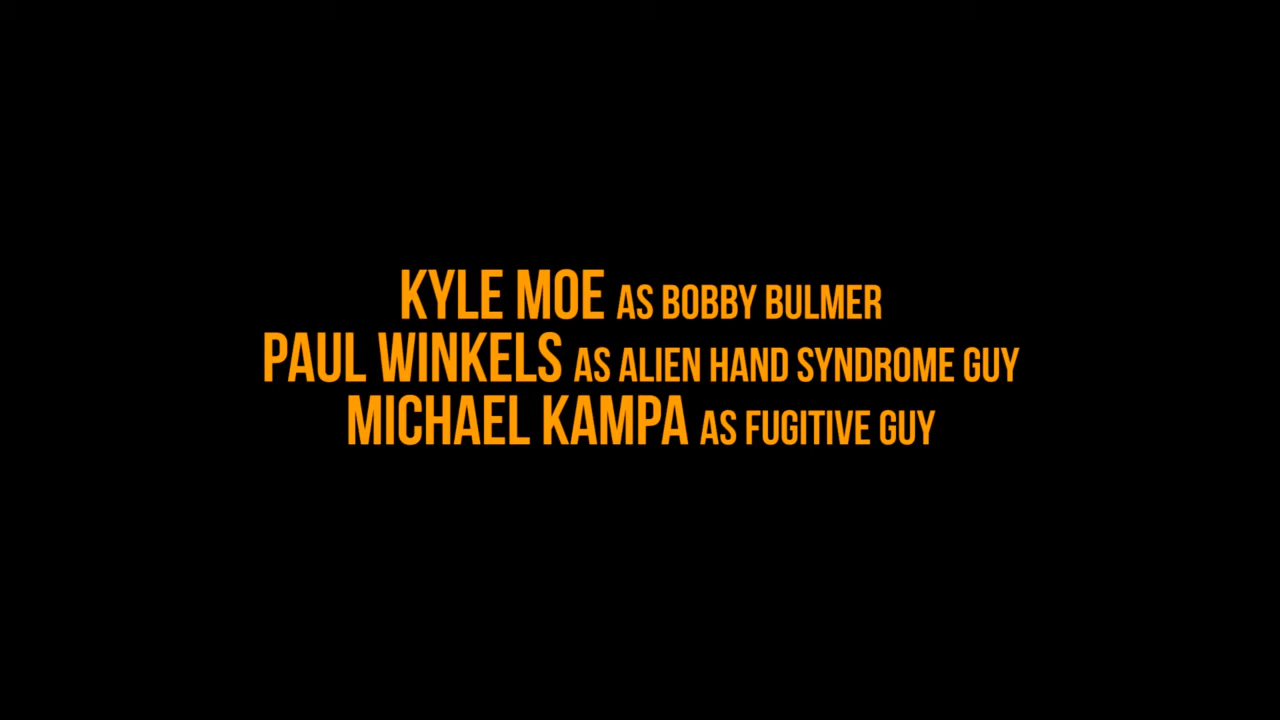 KYLE MOE AS BOBBY BULMER
PAUL WINKELS AS ALIEN HAND SYNDROME GUY
MICHAEL KAMPA AS FUGITIVE GUY